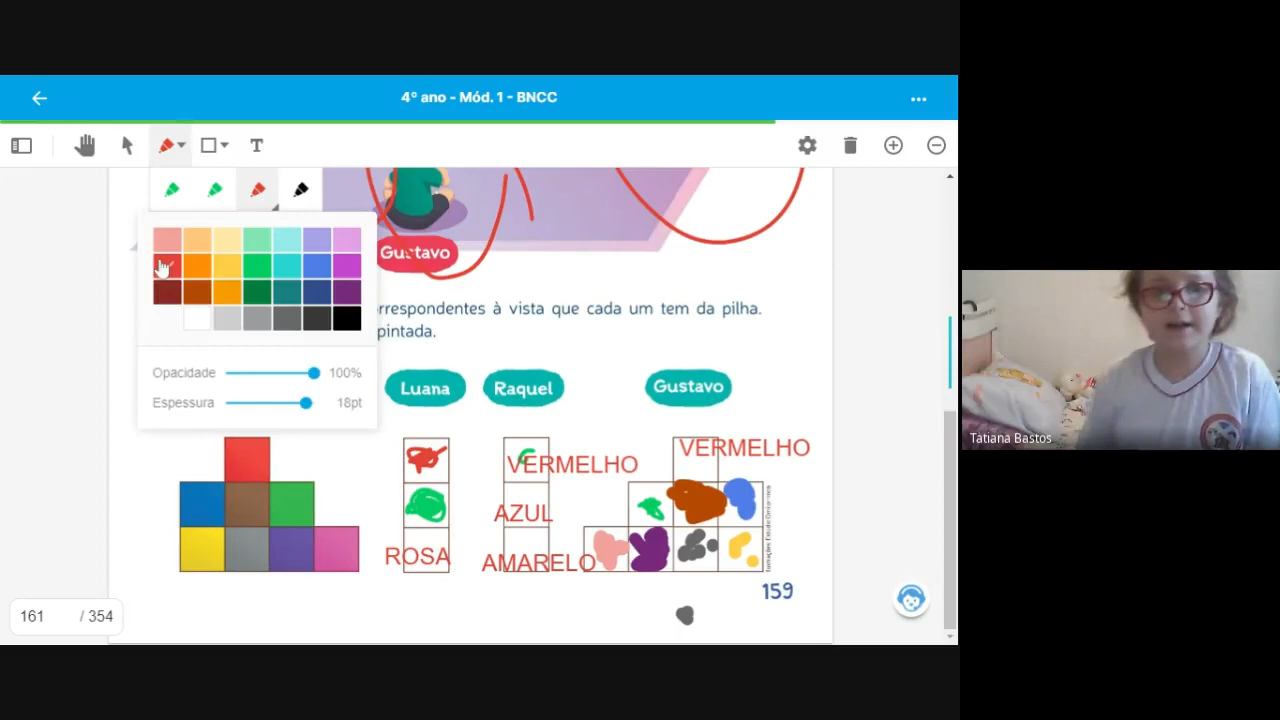 4º ano - Mód. 1 - BNCC
T
Gustavo
rrespondentes à vista que cada um tem da pilha.
pintada.
Opacidade 100%
Espessura 18pt
Luana Raquel Gustavo
VERMELHO
VERMELHO
AZUL
ROSA
AMARELO
159
161 / 354
Tatiana Bastos